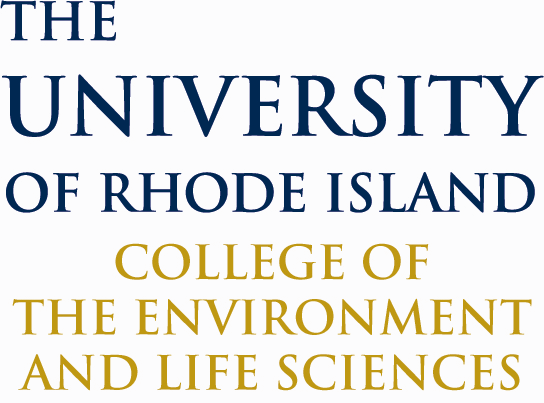 THE
UNIVERSITY
OF RHODE ISLAND
COLLEGE OF
THE ENVIRONMENT
AND LIFE SCIENCES